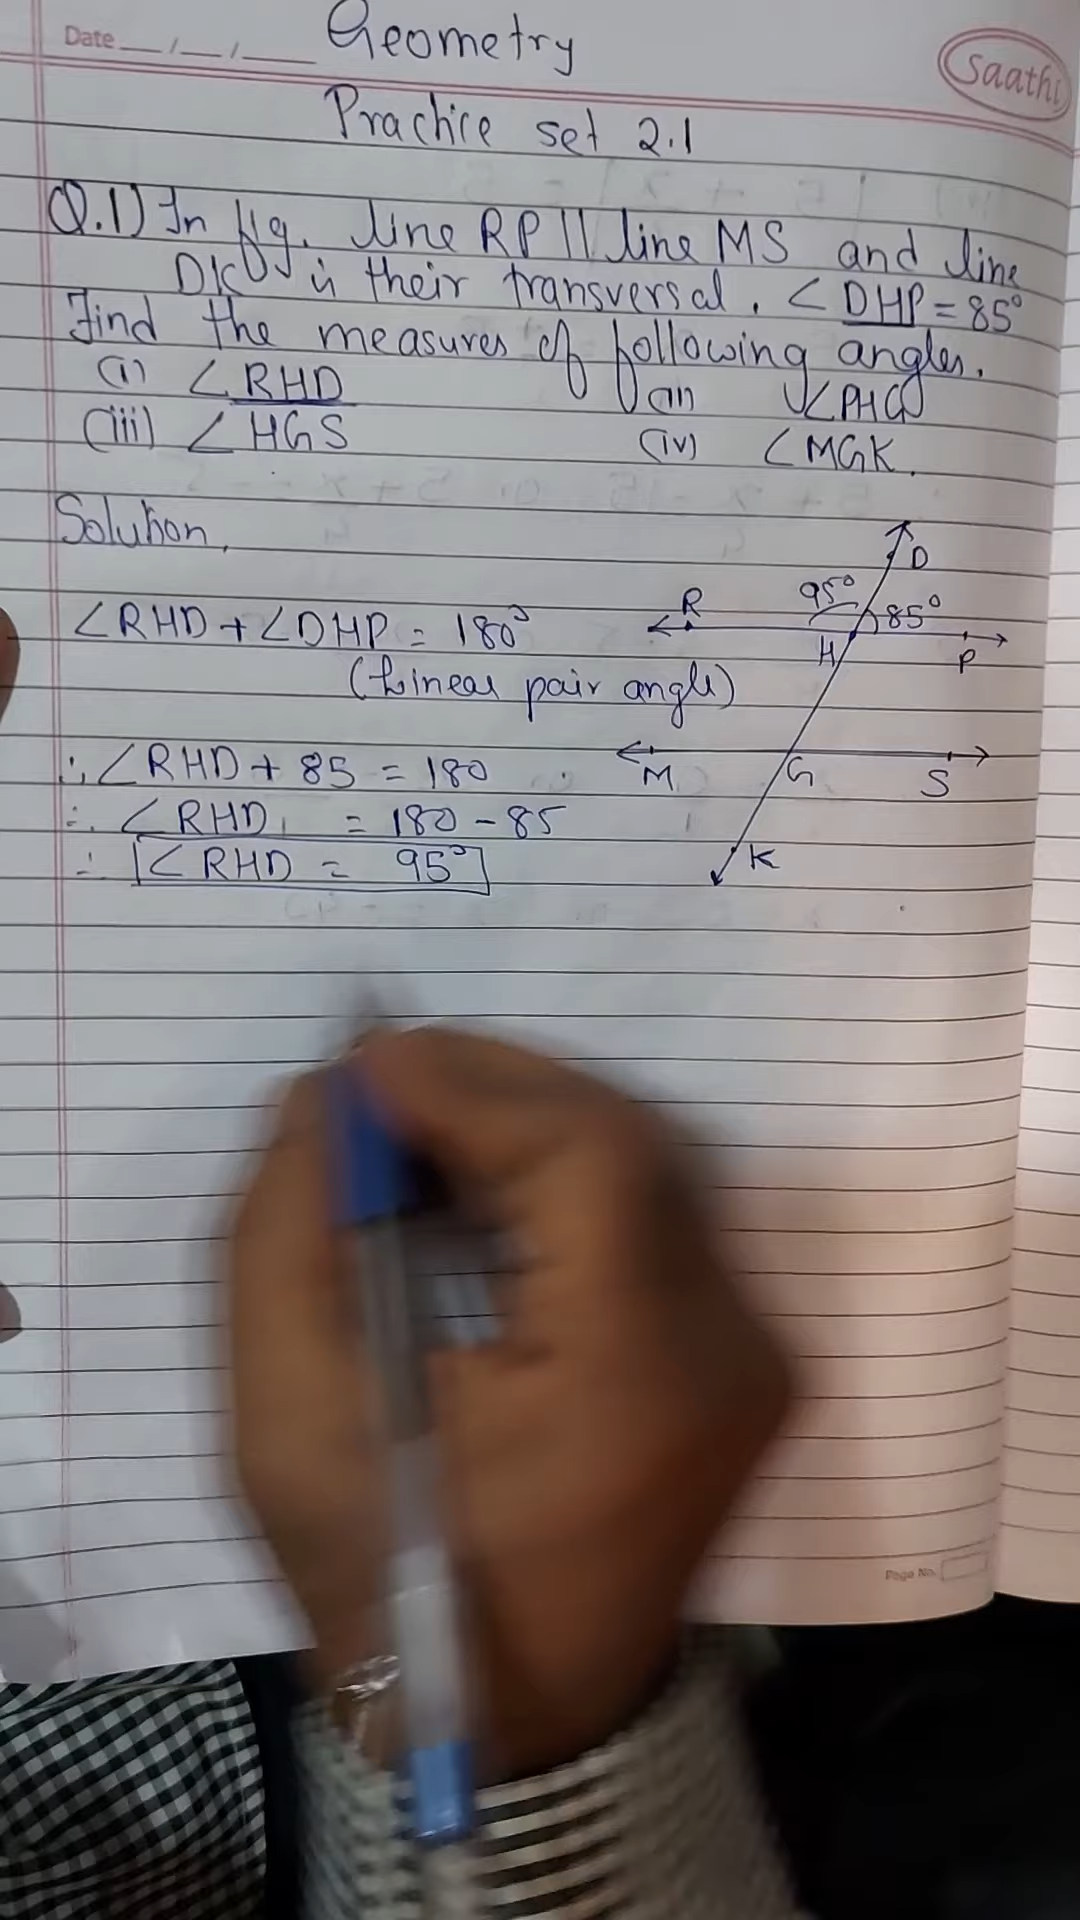 Date __/__/____
Geometry
Saathi
Practice set 2.1
Q.1) In fig. line RP || line MS and line
DK is their transversal. ∠DHP = 85°
Find the measures of following angles.
(i) ∠RHD (ii) ∠PHG
(iii) ∠HGS (iv) ∠MGK.
Solution,
∠RHD + ∠DHP = 180°
(Linear pair angle)
∴ ∠RHD + 85 = 180
∴ ∠RHD = 180 - 85
∴ ∠RHD = 95°
D
95°
R
85°
H
P
M
G
S
K
Page No.